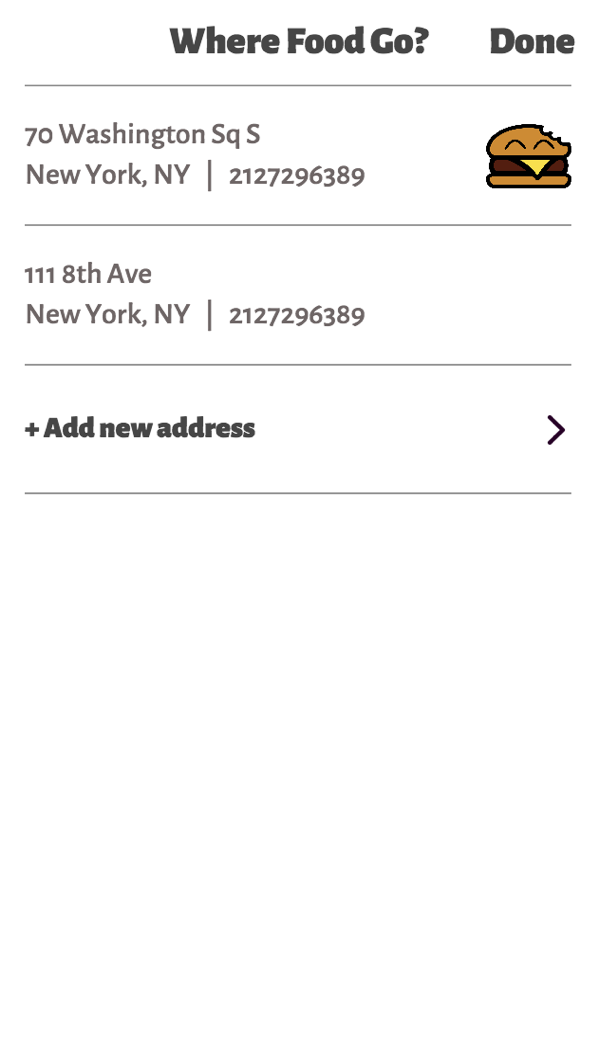 Where Food Go? Done
70 Washington Sq S
New York, NY | 2127296389
111 8th Ave
New York, NY | 2127296389
+ Add new address